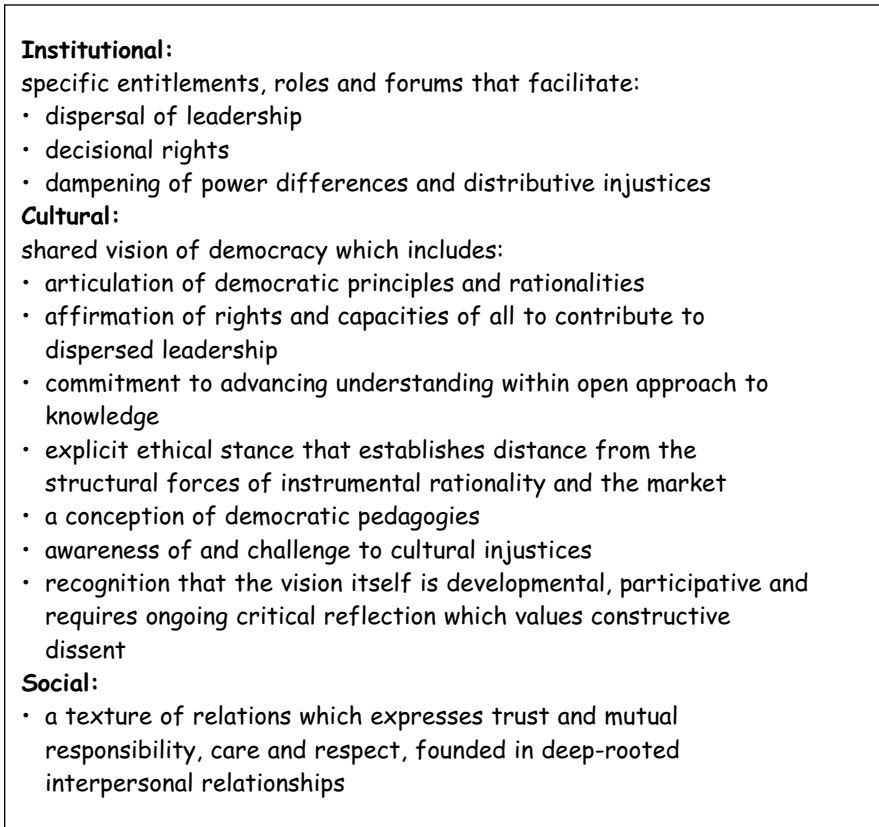 Institutional:
specific entitlements, roles and forums that facilitate:
• dispersal of leadership
• decisional rights
• dampening of power differences and distributive injustices
Cultural:
shared vision of democracy which includes:
• articulation of democratic principles and rationalities
• affirmation of rights and capacities of all to contribute to
dispersed leadership
• commitment to advancing understanding within open approach to
knowledge
• explicit ethical stance that establishes distance from the
structural forces of instrumental rationality and the market
• a conception of democratic pedagogies
• awareness of and challenge to cultural injustices
• recognition that the vision itself is developmental, participative and
requires ongoing critical reflection which values constructive
dissent
Social:
• a texture of relations which expresses trust and mutual
responsibility, care and respect, founded in deep-rooted
interpersonal relationships